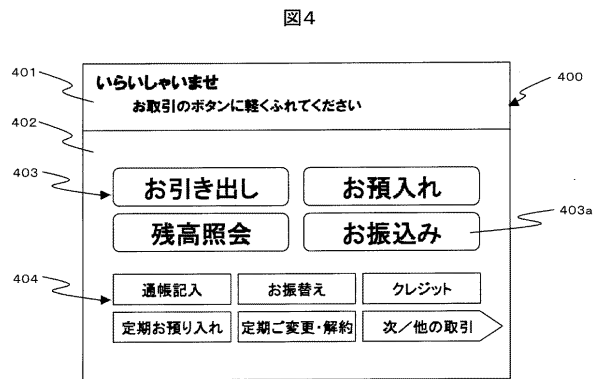 図4
401
いらいしゃいませ
400
お取引のボタンに軽くふれてください
402
403
お引き出し お預入れ
403a
残高照会 お振込み
404
通帳記入 お振替え クレジット
定期お預り入れ 定期ご変更・解約 次／他の取引